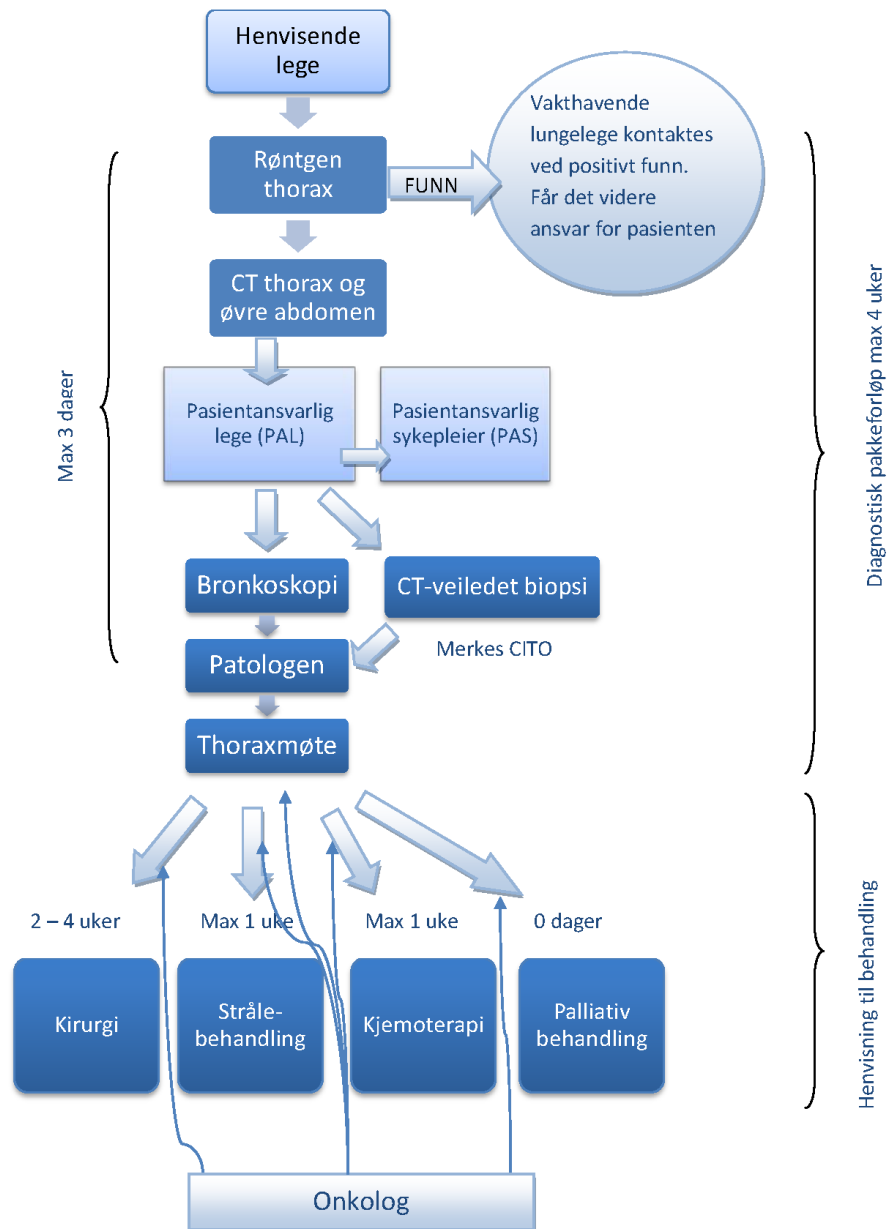 Henvisende
lege
Røntgen
thorax
FUNN
Vakthavende
lungelege kontaktes
ved positivt funn.
Får det videre
ansvar for pasienten
CT thorax og
øvre abdomen
Max 3 dager
Pasientansvarlig
lege (PAL)
Pasientansvarlig
sykepleier (PAS)
Diagnostisk pakkeforløp max 4 uker
Bronkoskopi
CT-veiledet biopsi
Merkes CITO
Patologen
Thoraxmøte
2 – 4 uker
Max 1 uke
Max 1 uke
0 dager
Kirurgi
Stråle-
behandling
Kjemoterapi
Palliativ
behandling
Henvisning til behandling
Onkolog